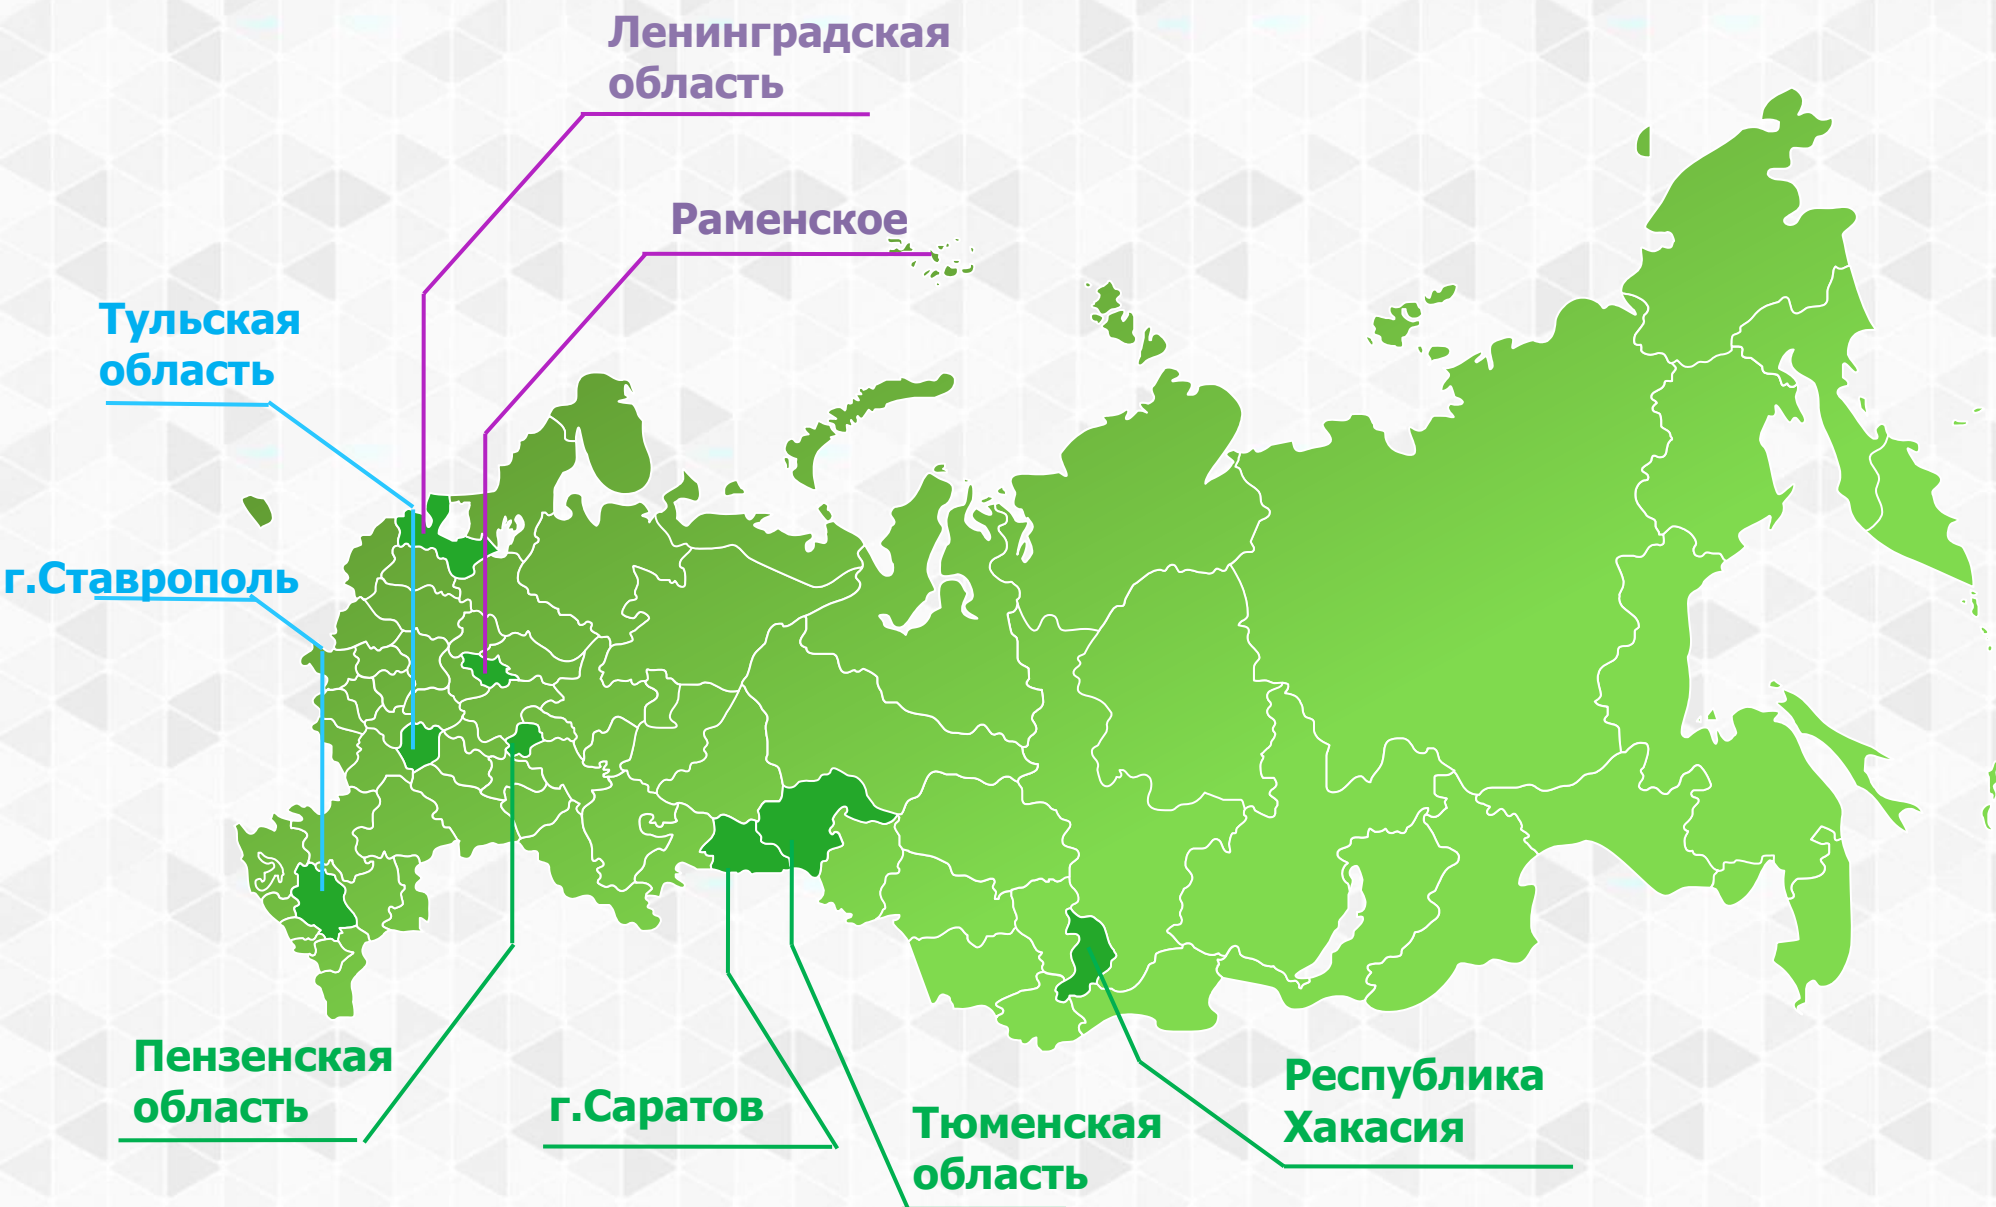 Ленинградская
область
Раменское
Тульская
область
г.Ставрополь
Пензенская
область
г.Саратов
Тюменская
область
Республика
Хакасия